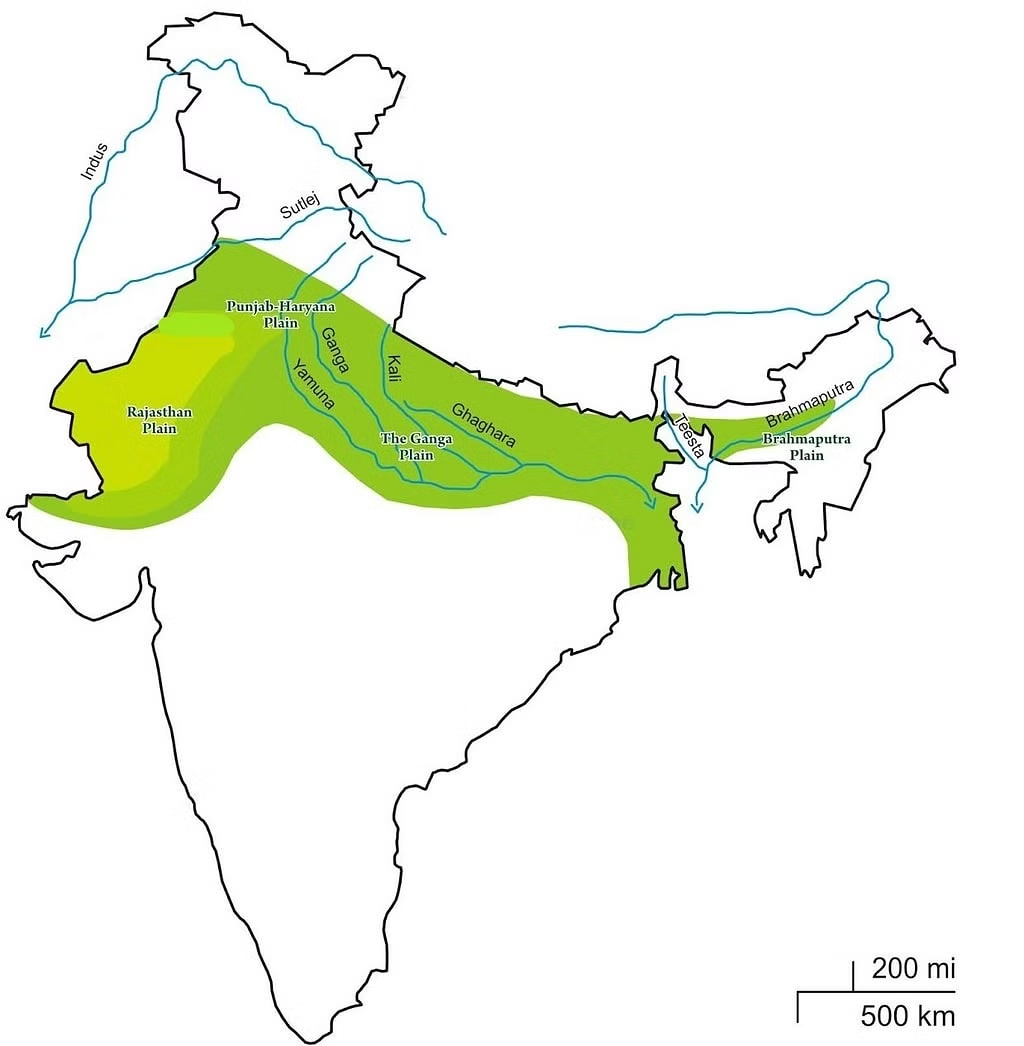 Indus
Sutlej
Punjab-Haryana
Plain
Ganga
Kali
Yamuna
Rajasthan
Plain
Ghaghara
The Ganga
Plain
Teesta
Brahmaputra
Brahmaputra
Plain
200 mi
500 km